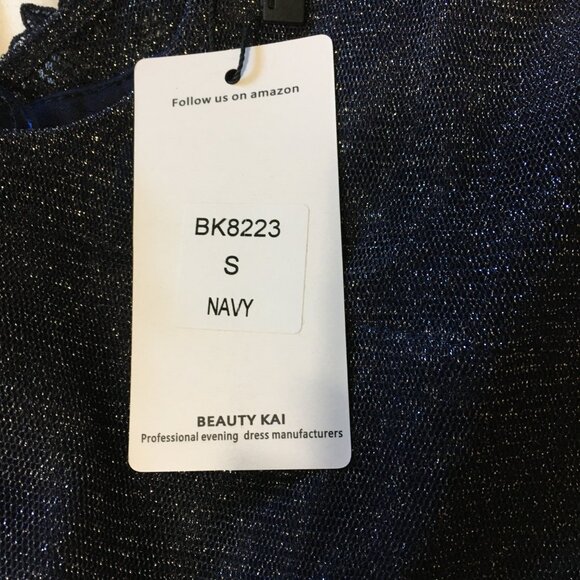 Follow us on amazon
BK8223
S
NAVY
BEAUTY KAI
Professional evening dress manufacturers